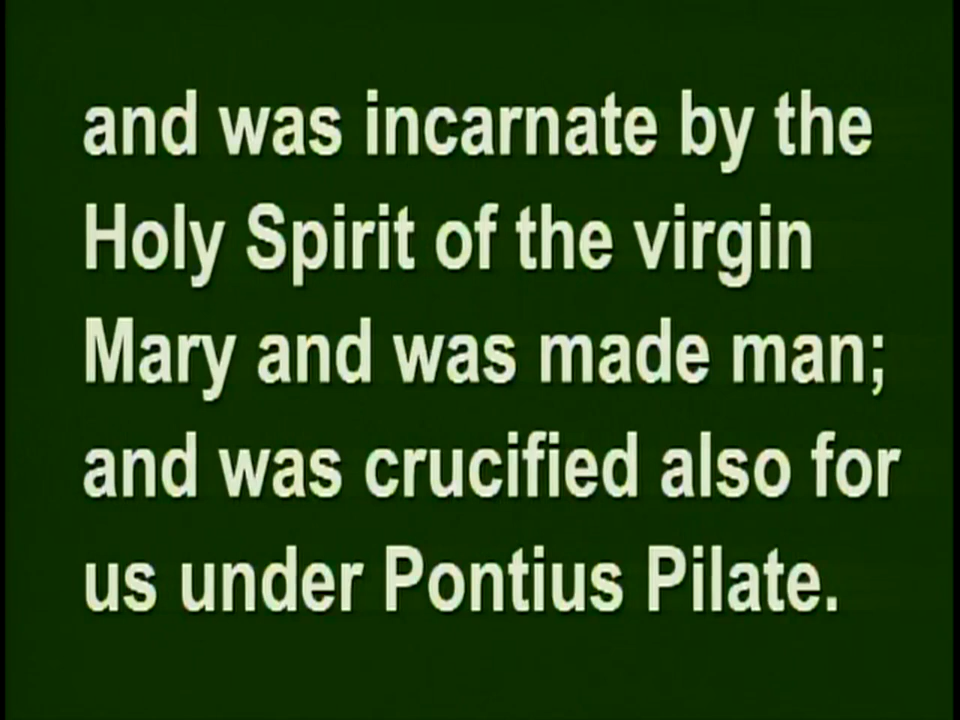 and was incarnate by the
Holy Spirit of the virgin
Mary and was made man;
and was crucified also for
us under Pontius Pilate.